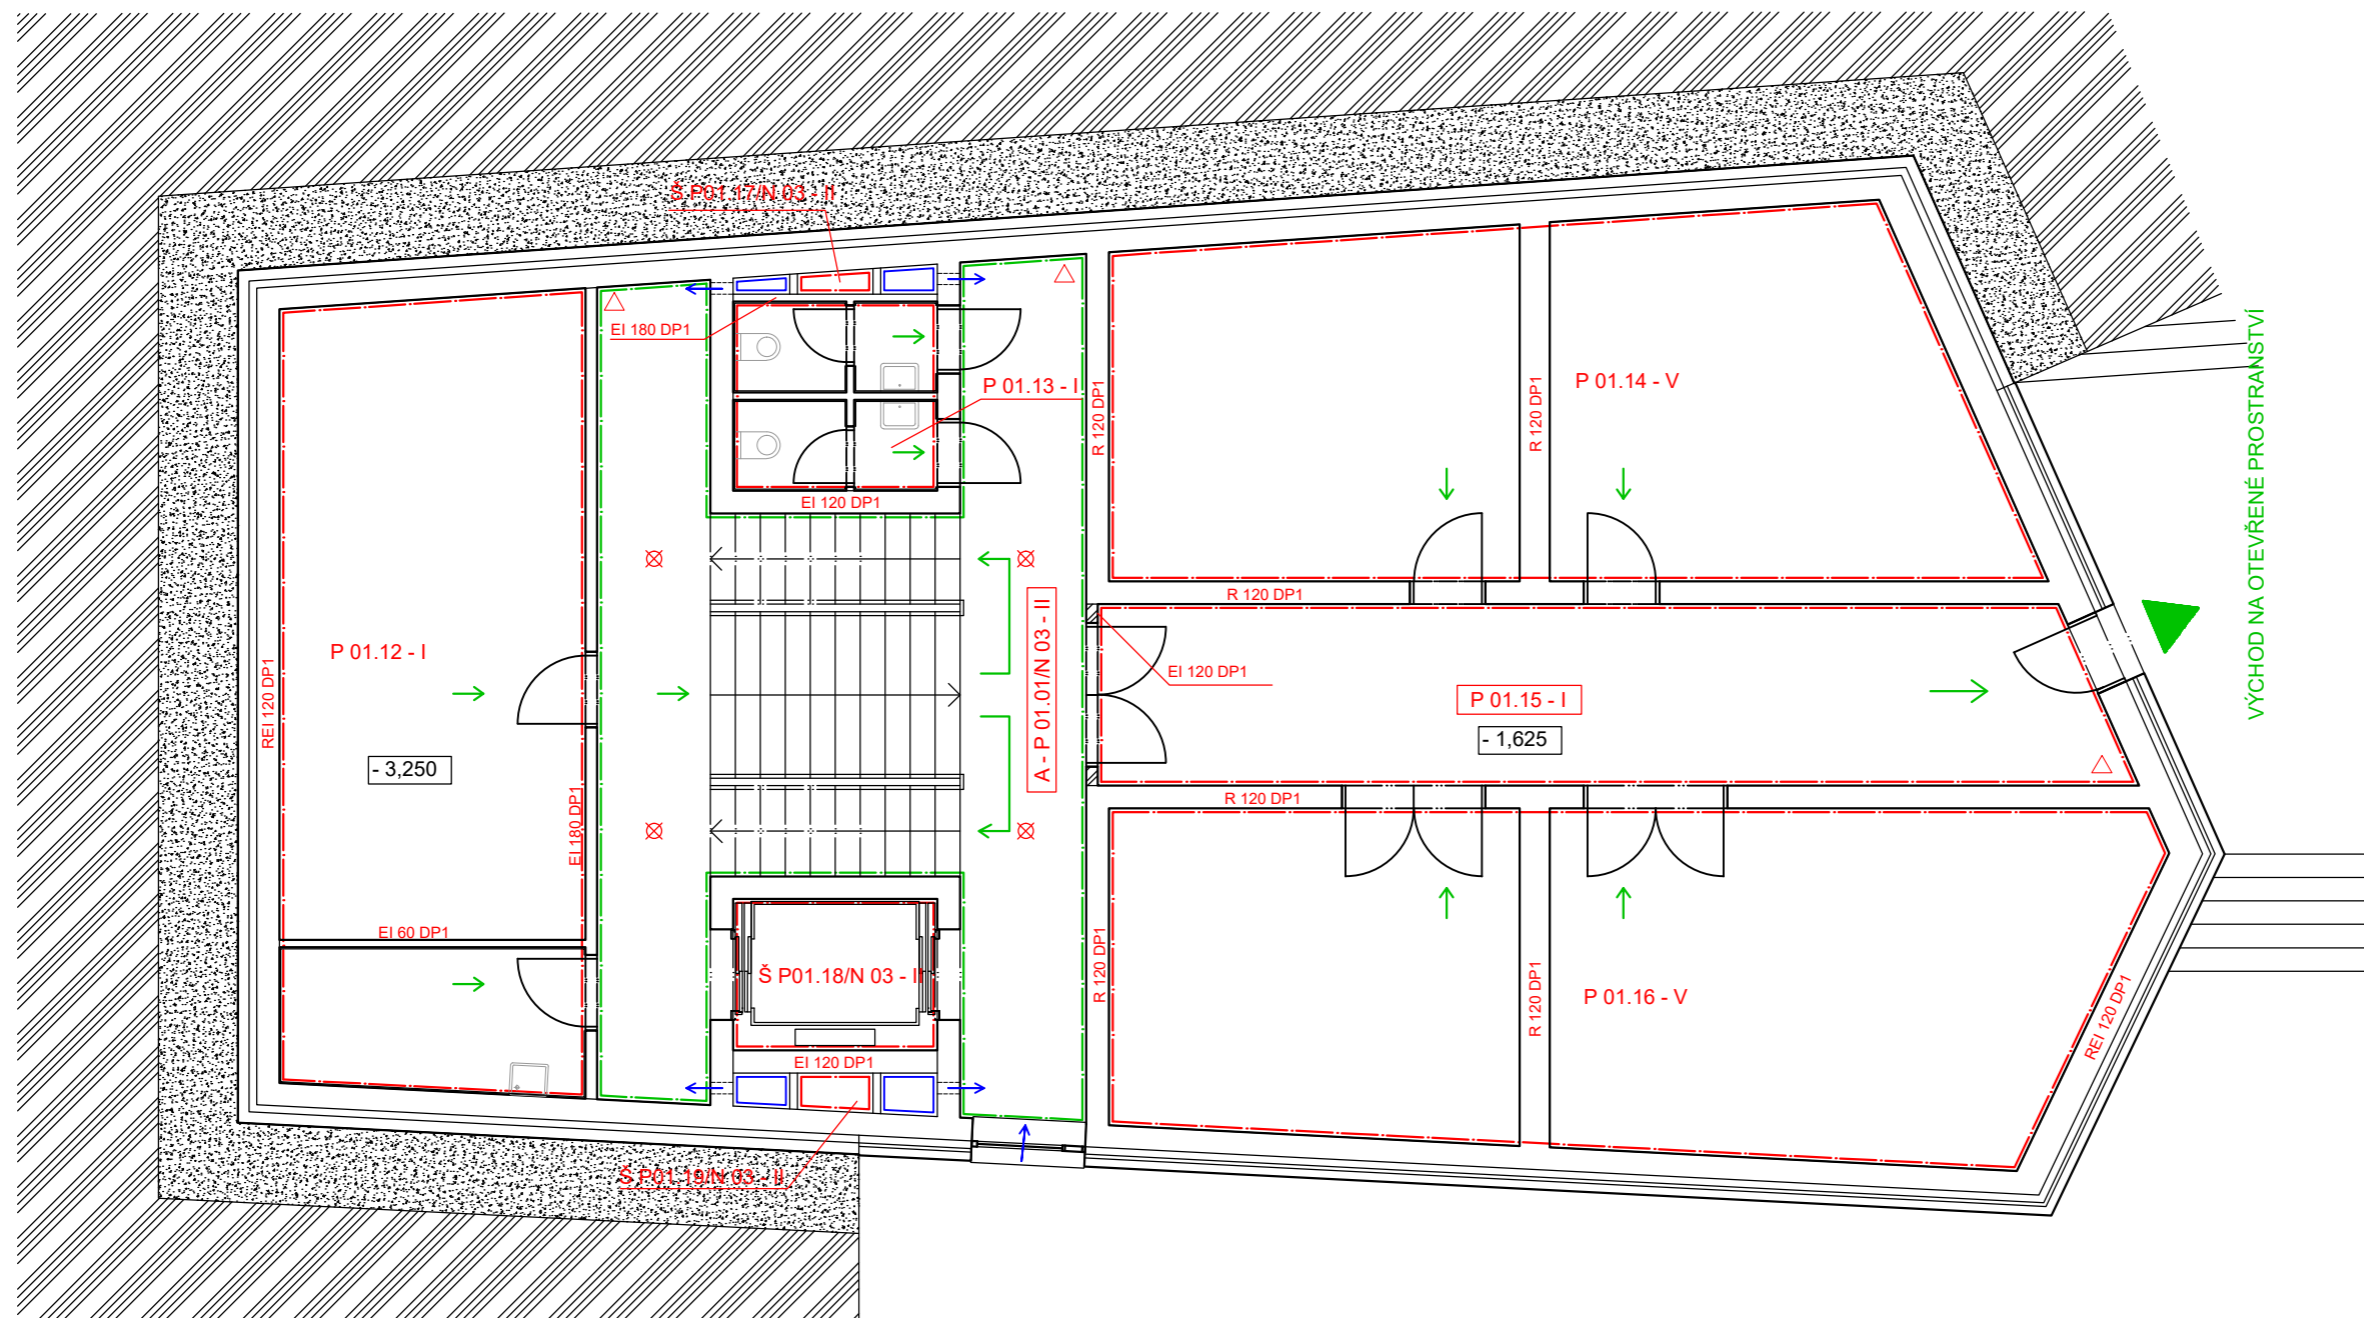 Š P01.17/N 03 - II
EI 180 DP1
P 01.13 - I
R 120 DP1
R 120 DP1
P 01.14 - V
VÝCHOD NA OTEVŘENÉ PROSTRANSTVÍ
EI 120 DP1
R 120 DP1
A - P 01.01/N 03 - II
P 01.12 - I
REI 120 DP1
EI 120 DP1
P 01.15 - I
- 1,625
- 3,250
EI 180 DP1
R 120 DP1
EI 60 DP1
Š P01.18/N 03 - II
R 120 DP1
R 120 DP1
P 01.16 - V
REI 120 DP1
EI 120 DP1
Š P01.19/N 03 - II